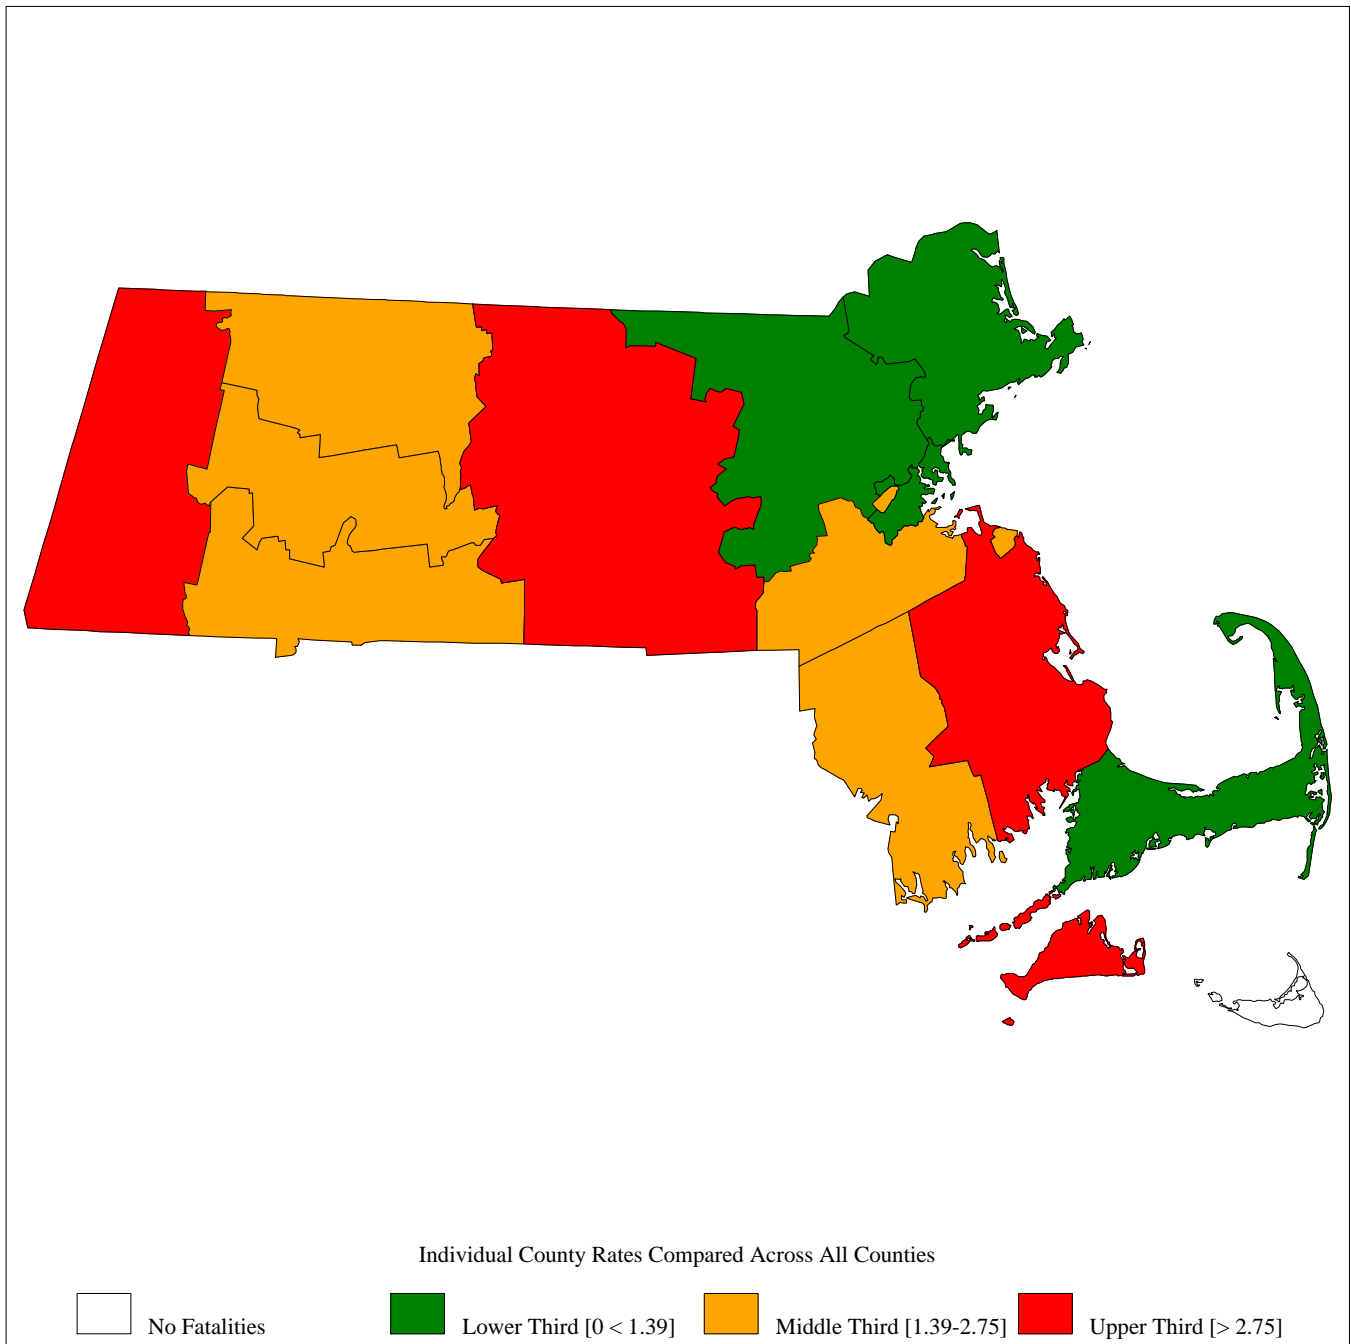 Individual County Rates Compared Across All Counties
No Fatalities Lower Third [0 < 1.39] Middle Third [1.39-2.75] Upper Third [> 2.75]